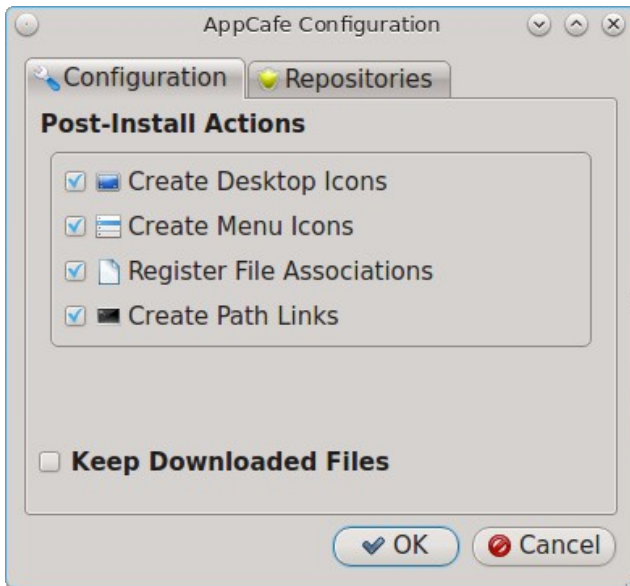 AppCafe Configuration
Configuration Repositories
Post-Install Actions
Create Desktop Icons
Create Menu Icons
Register File Associations
Create Path Links
Keep Downloaded Files
OK Cancel